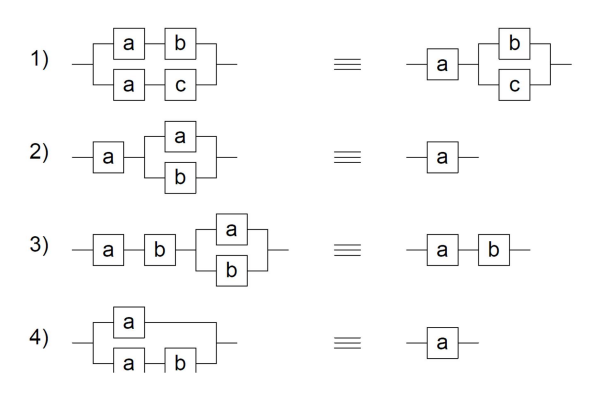 a b b
1) ≡ a
a c c
a
2) a ≡ a
b
a
3) a b ≡ a b
b
a
4) ≡ a
a b